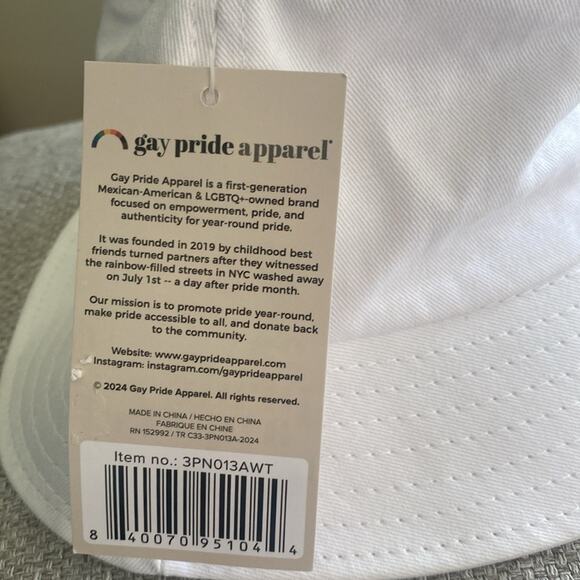 gay pride apparel®
Gay Pride Apparel is a first-generation
Mexican-American & LGBTQ+-owned brand
focused on empowerment, pride, and
authenticity for year-round pride.
It was founded in 2019 by childhood best
friends turned partners after they witnessed
the rainbow-filled streets in NYC washed away
on July 1st -- a day after pride month.
Our mission is to promote pride year-round,
make pride accessible to all, and donate back
to the community.
Website: www.gayprideapparel.com
Instagram: instagram.com/gayprideapparel
© 2024 Gay Pride Apparel. All rights reserved.
MADE IN CHINA / HECHO EN CHINA
FABRIQUE EN CHINE
RN 152992 / TR C33-3PN013A-2024
Item no.: 3PN013AWT
8 40070 95104 4